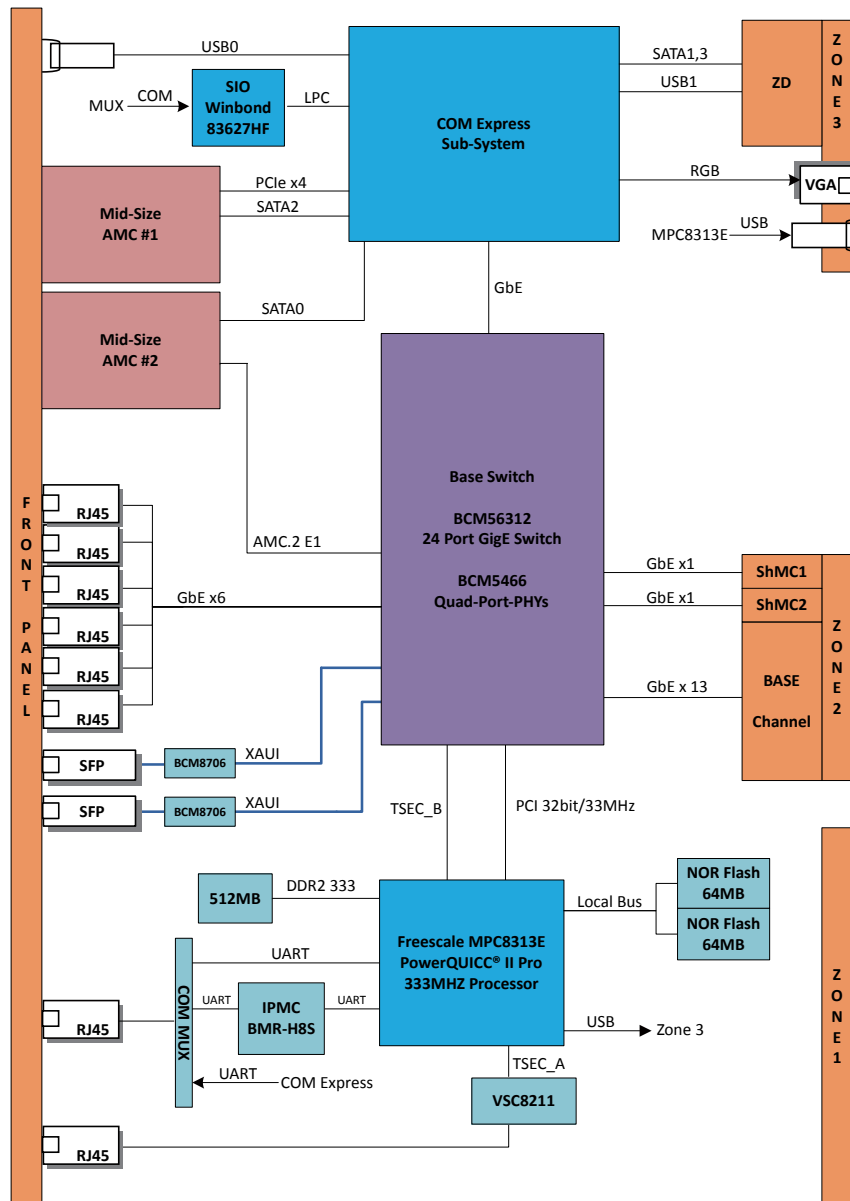 USB0
SIO
Winbond
83627HF
MUX
COM
LPC
COM Express
Sub-System
SATA1,3
USB1
ZD
ZONE3
RGB
VGA
MPC8313E
USB
Mid-Size
AMC #1
PCIe x4
SATA2
Mid-Size
AMC #2
SATA0
GbE
AMC.2 E1
Base Switch
BCM56312
24 Port GigE Switch
BCM5466
Quad-Port-PHYs
FRONT PANEL
RJ45
RJ45
RJ45
RJ45
RJ45
RJ45
GbE x6
GbE x1
ShMC1
GbE x1
ShMC2
GbE x 13
BASE
Channel
ZONE2
SFP
BCM8706
XAUI
SFP
BCM8706
XAUI
TSEC_B
PCI 32bit/33MHz
512MB
DDR2 333
Freescale MPC8313E
PowerQUICC® II Pro
333MHZ Processor
Local Bus
NOR Flash
64MB
NOR Flash
64MB
COM MUX
UART
UART
IPMC
BMR-H8S
UART
RJ45
UART
COM Express
USB
Zone 3
TSEC_A
VSC8211
RJ45
ZONE1